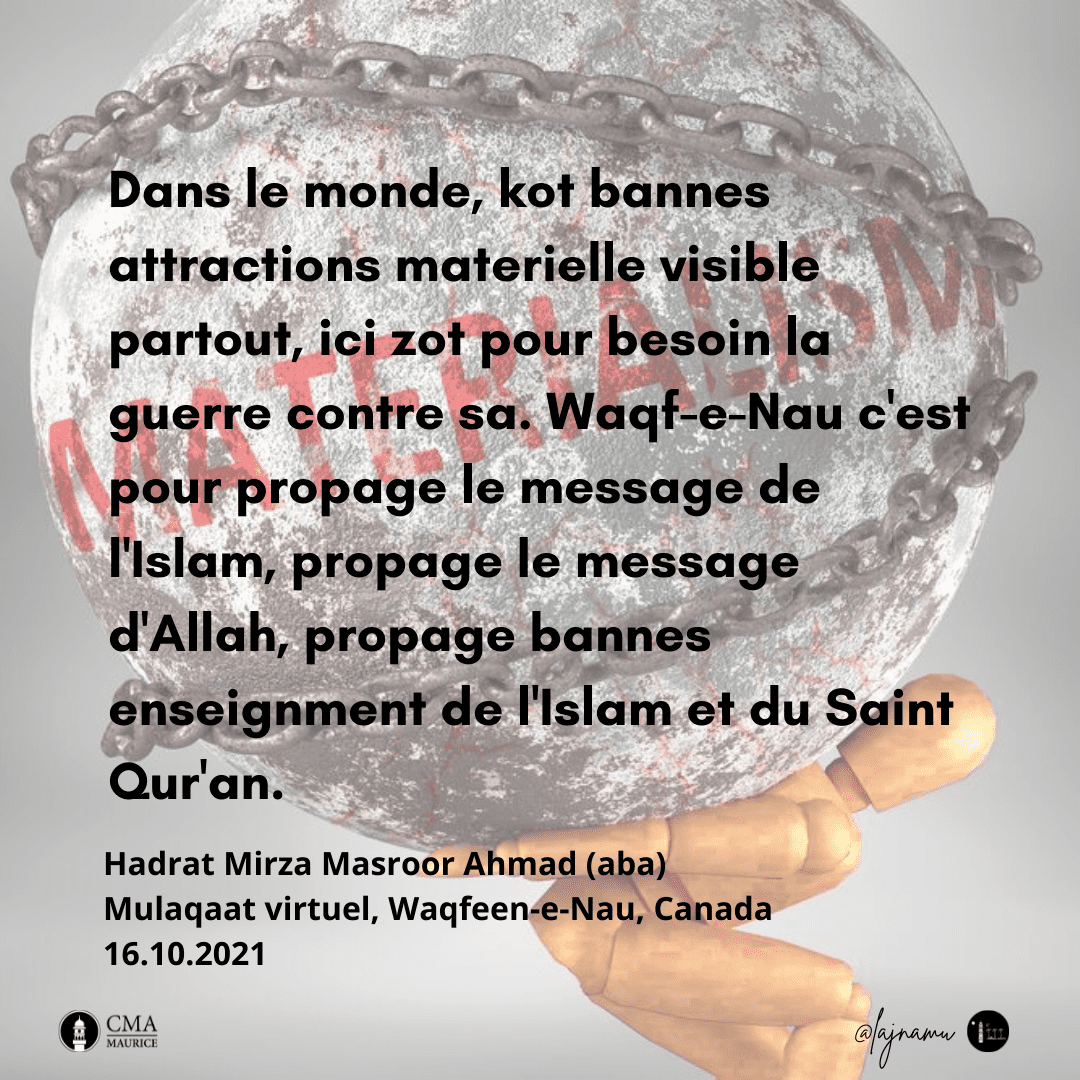 Dans le monde, kot bannes
attractions materielle visible
partout, ici zot pour besoin la
guerre contre sa. Waqf-e-Nau c'est
pour propage le message de
l'Islam, propage le message
d'Allah, propage bannes
enseignment de l'Islam et du Saint
Qur'an.
MATERIALISM
Hadrat Mirza Masroor Ahmad (aba)
Mulaqaat virtuel, Waqfeen-e-Nau, Canada
16.10.2021
CMA
MAURICE
@lajnamu